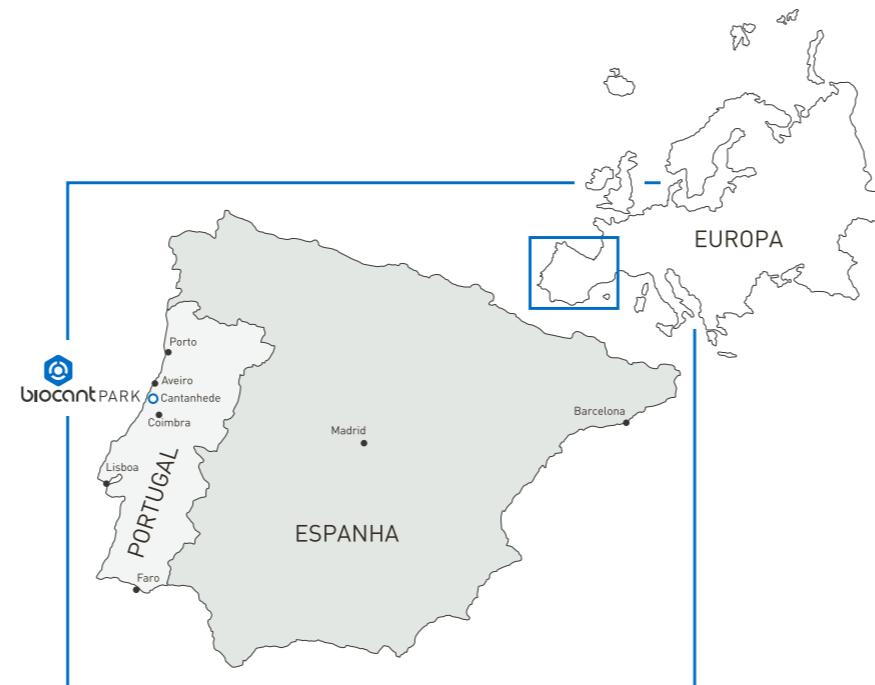 EUROPA
Porto
Aveiro
biocant PARK
Cantanhede
Coimbra
Barcelona
Madrid
Lisboa
PORTUGAL
ESPANHA
Faro